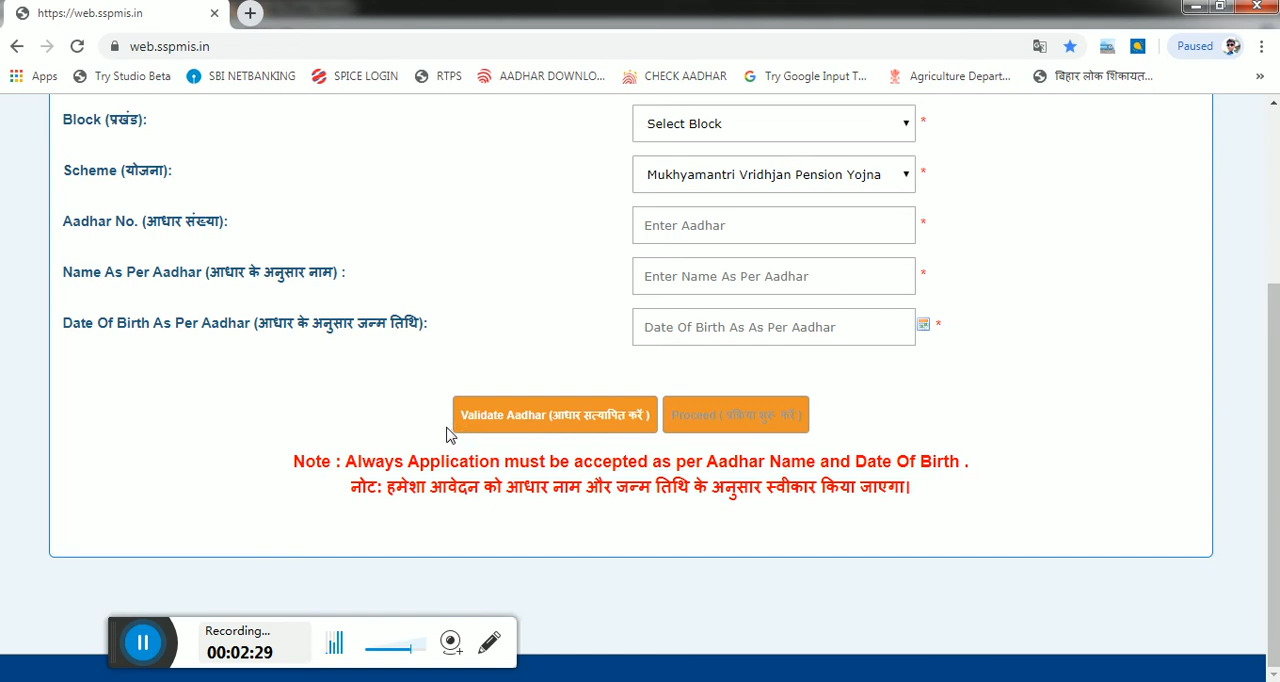 https://web.sspmis.in
web.sspmis.in
Paused
Apps
Try Studio Beta
SBI NETBANKING
SPICE LOGIN
RTPS
AADHAR DOWNLO...
CHECK AADHAR
Try Google Input T...
Agriculture Depart...
बिहार लोक शिकायत...
»
Block (प्रखंड):
Select Block
*
Scheme (योजना):
Mukhyamantri Vridhjan Pension Yojna
*
Aadhar No. (आधार संख्या):
Enter Aadhar
*
Name As Per Aadhar (आधार के अनुसार नाम) :
Enter Name As Per Aadhar
*
Date Of Birth As Per Aadhar (आधार के अनुसार जन्म तिथि):
Date Of Birth As As Per Aadhar
*
Validate Aadhar (आधार सत्यापित करें )
Proceed ( प्रक्रिया शुरु करें )
Note : Always Application must be accepted as per Aadhar Name and Date Of Birth .
नोट: हमेशा आवेदन को आधार नाम और जन्म तिथि के अनुसार स्वीकार किया जाएगा।
Recording...
00:02:29